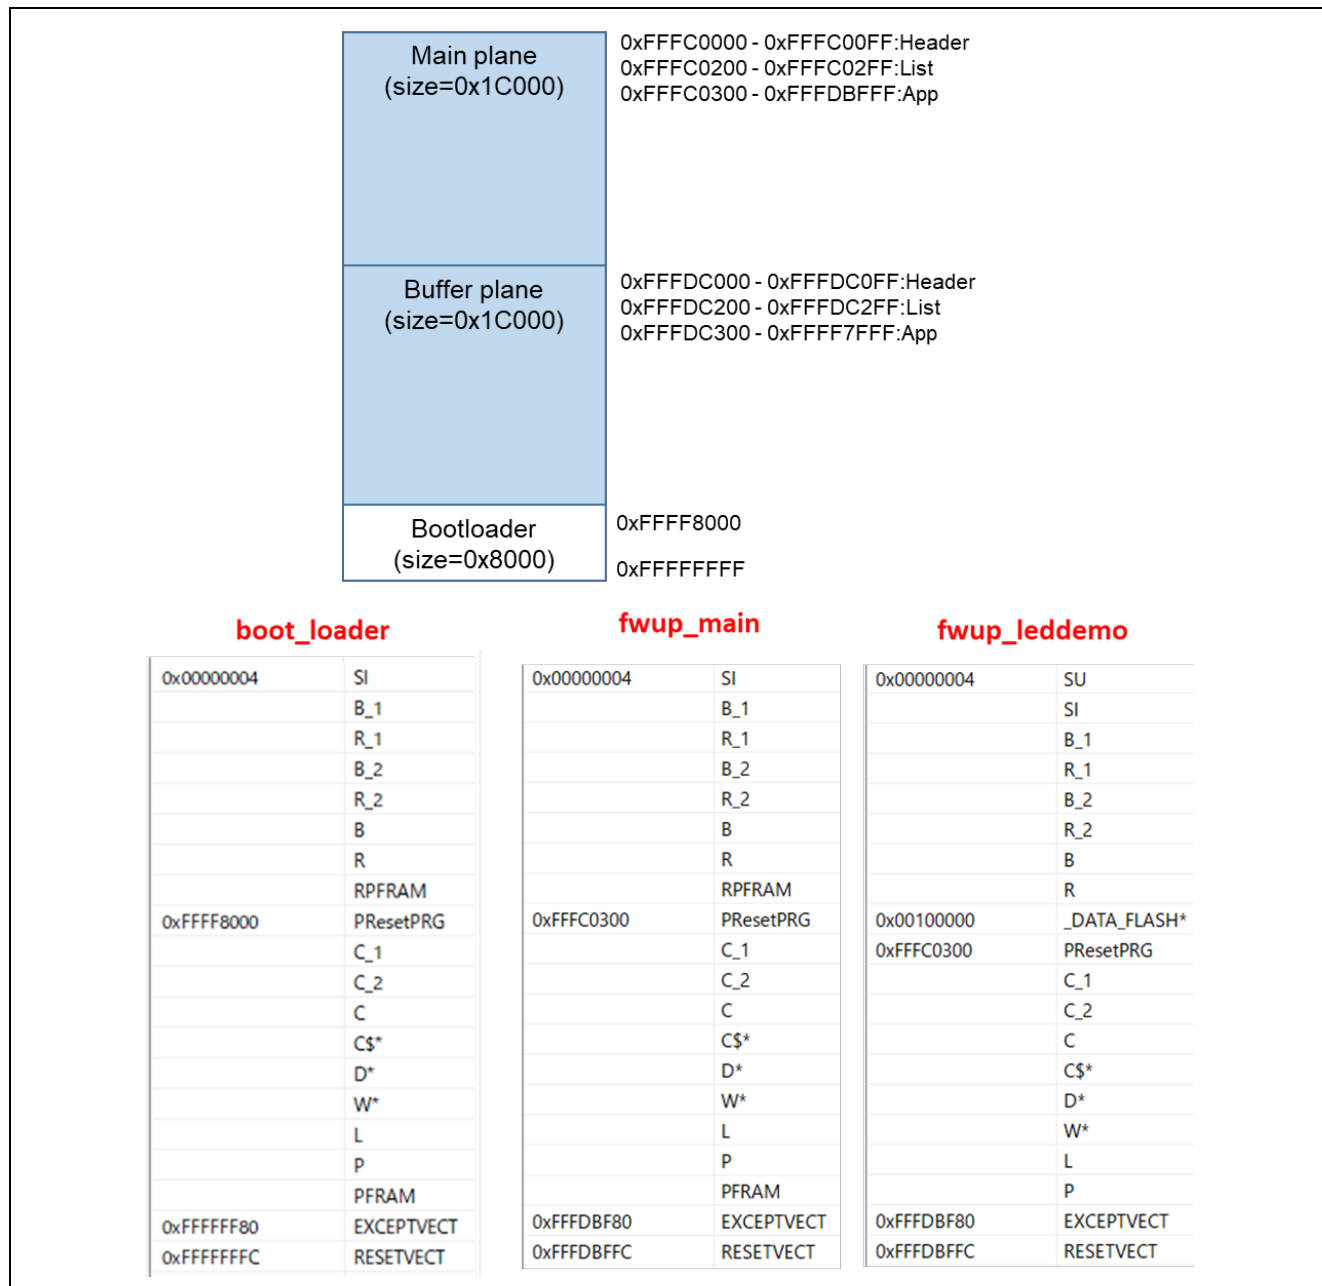 Main plane
(size=0x1C000)
0xFFFC0000 - 0xFFFC00FF:Header
0xFFFC0200 - 0xFFFC02FF:List
0xFFFC0300 - 0xFFFDBFFF:App
Buffer plane
(size=0x1C000)
0xFFFDC000 - 0xFFFDC0FF:Header
0xFFFDC200 - 0xFFFDC2FF:List
0xFFFDC300 - 0xFFFF7FFF:App
Bootloader
(size=0x8000)
0xFFFF8000
0xFFFFFFFF
boot_loader
0x00000004 SI
B_1
R_1
B_2
R_2
B
R
RPFRAM
0xFFFF8000 PResetPRG
C_1
C_2
C
C$*
D*
W*
L
P
PFRAM
0xFFFFFF80 EXCEPTVECT
0xFFFFFFFC RESETVECT
fwup_main
0x00000004 SI
B_1
R_1
B_2
R_2
B
R
RPFRAM
0xFFFC0300 PResetPRG
C_1
C_2
C
C$*
D*
W*
L
P
PFRAM
0xFFFDBF80 EXCEPTVECT
0xFFFDBFFC RESETVECT
fwup_leddemo
0x00000004 SU
SI
B_1
R_1
B_2
R_2
B
R
0x00100000 _DATA_FLASH*
0xFFFC0300 PResetPRG
C_1
C_2
C
C$*
D*
W*
L
P
0xFFFDBF80 EXCEPTVECT
0xFFFDBFFC RESETVECT